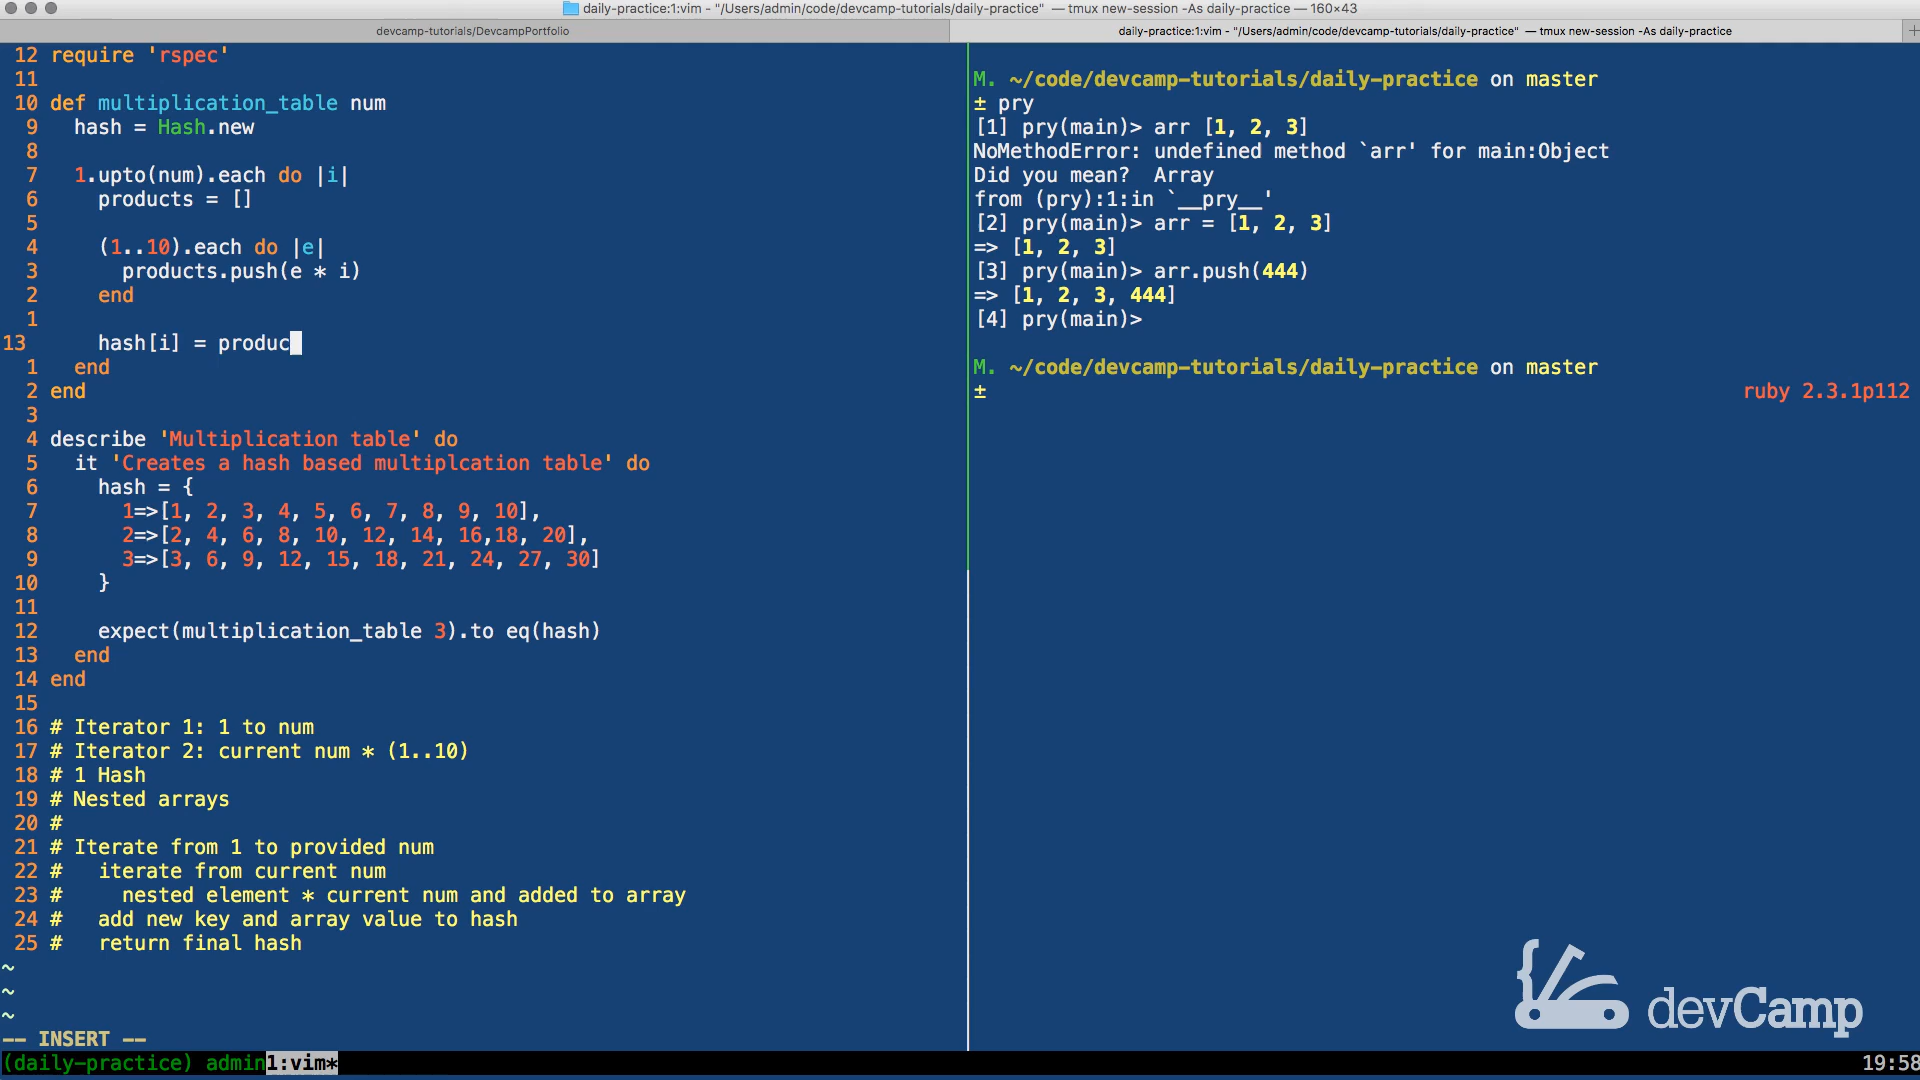 daily-practice:1:vim - "/Users/admin/code/devcamp-tutorials/daily-practice" — tmux new-session -As daily-practice — 160×43
devcamp-tutorials/DevcampPortfolio
daily-practice:1:vim - "/Users/admin/code/devcamp-tutorials/daily-practice" — tmux new-session -As daily-practice
+
12 require 'rspec'
11
10 def multiplication_table num
9   hash = Hash.new
8
7   1.upto(num).each do |i|
6     products = []
5
4     (1..10).each do |e|
3       products.push(e * i)
2     end
1
13     hash[i] = produc
1   end
2 end
3
4 describe 'Multiplication table' do
5   it 'Creates a hash based multiplcation table' do
6     hash = {
7       1=>[1, 2, 3, 4, 5, 6, 7, 8, 9, 10],
8       2=>[2, 4, 6, 8, 10, 12, 14, 16,18, 20],
9       3=>[3, 6, 9, 12, 15, 18, 21, 24, 27, 30]
10     }
11
12     expect(multiplication_table 3).to eq(hash)
13   end
14 end
15
16 # Iterator 1: 1 to num
17 # Iterator 2: current num * (1..10)
18 # 1 Hash
19 # Nested arrays
20 #
21 # Iterate from 1 to provided num
22 #   iterate from current num
23 #     nested element * current num and added to array
24 #   add new key and array value to hash
25 #   return final hash
~
~
~
-- INSERT --
M. ~/code/devcamp-tutorials/daily-practice on master
± pry
[1] pry(main)> arr [1, 2, 3]
NoMethodError: undefined method `arr' for main:Object
Did you mean?  Array
from (pry):1:in `__pry__'
[2] pry(main)> arr = [1, 2, 3]
=> [1, 2, 3]
[3] pry(main)> arr.push(444)
=> [1, 2, 3, 444]
[4] pry(main)>
M. ~/code/devcamp-tutorials/daily-practice on master
± ruby 2.3.1p112
devCamp
(daily-practice) admin1:vim* 19:58